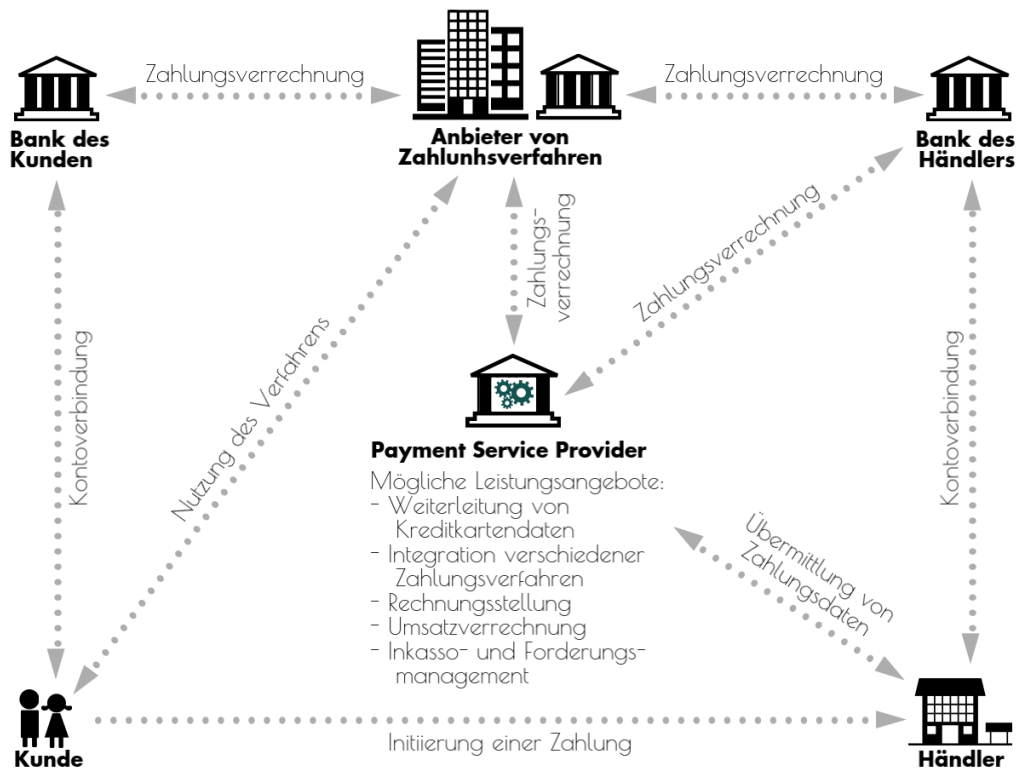 Zahlungsverrechnung
Zahlungsverrechnung
Bank des
Kunden
Anbieter von
Zahlunhsverfahren
Bank des
Händlers
Zahlungs-
verrechnung
Zahlungsverrechnung
Kontoverbindung
Nutzung des Verfahrens
Kontoverbindung
Payment Service Provider
Mögliche Leistungsangebote:
- Weiterleitung von
Kreditkartendaten
- Integration verschiedener
Zahlungsverfahren
- Rechnungsstellung
- Umsatzverrechnung
- Inkasso- und Forderungs-
management
Übermittlung von
Zahlungsdaten
Initiierung einer Zahlung
Kunde
Händler